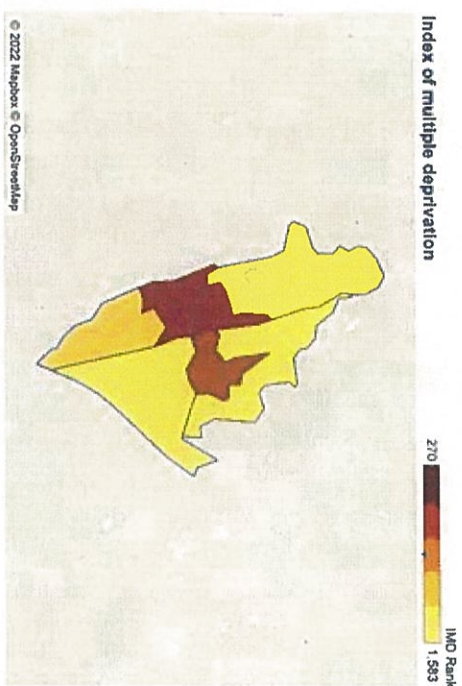 Index of multiple deprivation
IMD Rank
270
1,583
© 2022 Mapbox © OpenStreetMap